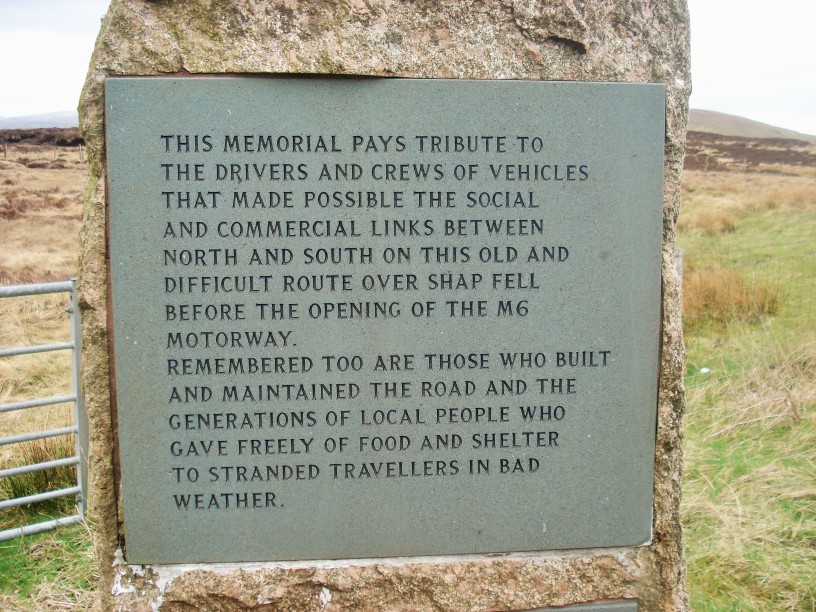 THIS MEMORIAL PAYS TRIBUTE TO
THE DRIVERS AND CREWS OF VEHICLES
THAT MADE POSSIBLE THE SOCIAL
AND COMMERCIAL LINKS BETWEEN
NORTH AND SOUTH ON THIS OLD AND
DIFFICULT ROUTE OVER SHAP FELL
BEFORE THE OPENING OF THE M6
MOTORWAY.
REMEMBERED TOO ARE THOSE WHO BUILT
AND MAINTAINED THE ROAD AND THE
GENERATIONS OF LOCAL PEOPLE WHO
GAVE FREELY OF FOOD AND SHELTER
TO STRANDED TRAVELLERS IN BAD
WEATHER.